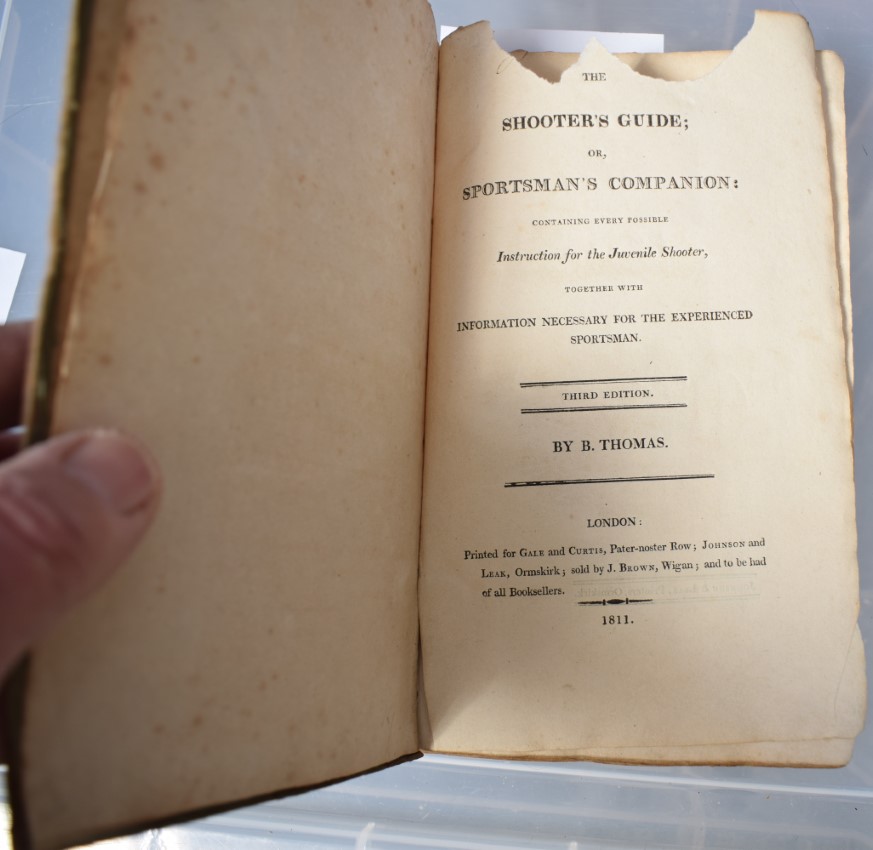 THE
SHOOTER'S GUIDE;
OR,
SPORTSMAN'S COMPANION:
CONTAINING EVERY POSSIBLE
Instruction for the Juvenile Shooter,
TOGETHER WITH
INFORMATION NECESSARY FOR THE EXPERIENCED
SPORTSMAN.
THIRD EDITION.
BY B. THOMAS.
LONDON:
Printed for GALE and CURTIS, Pater-noster Row; JOHNSON and
LEAK, Ormskirk; sold by J. BROWN, Wigan; and to be had
of all Booksellers.
1811.